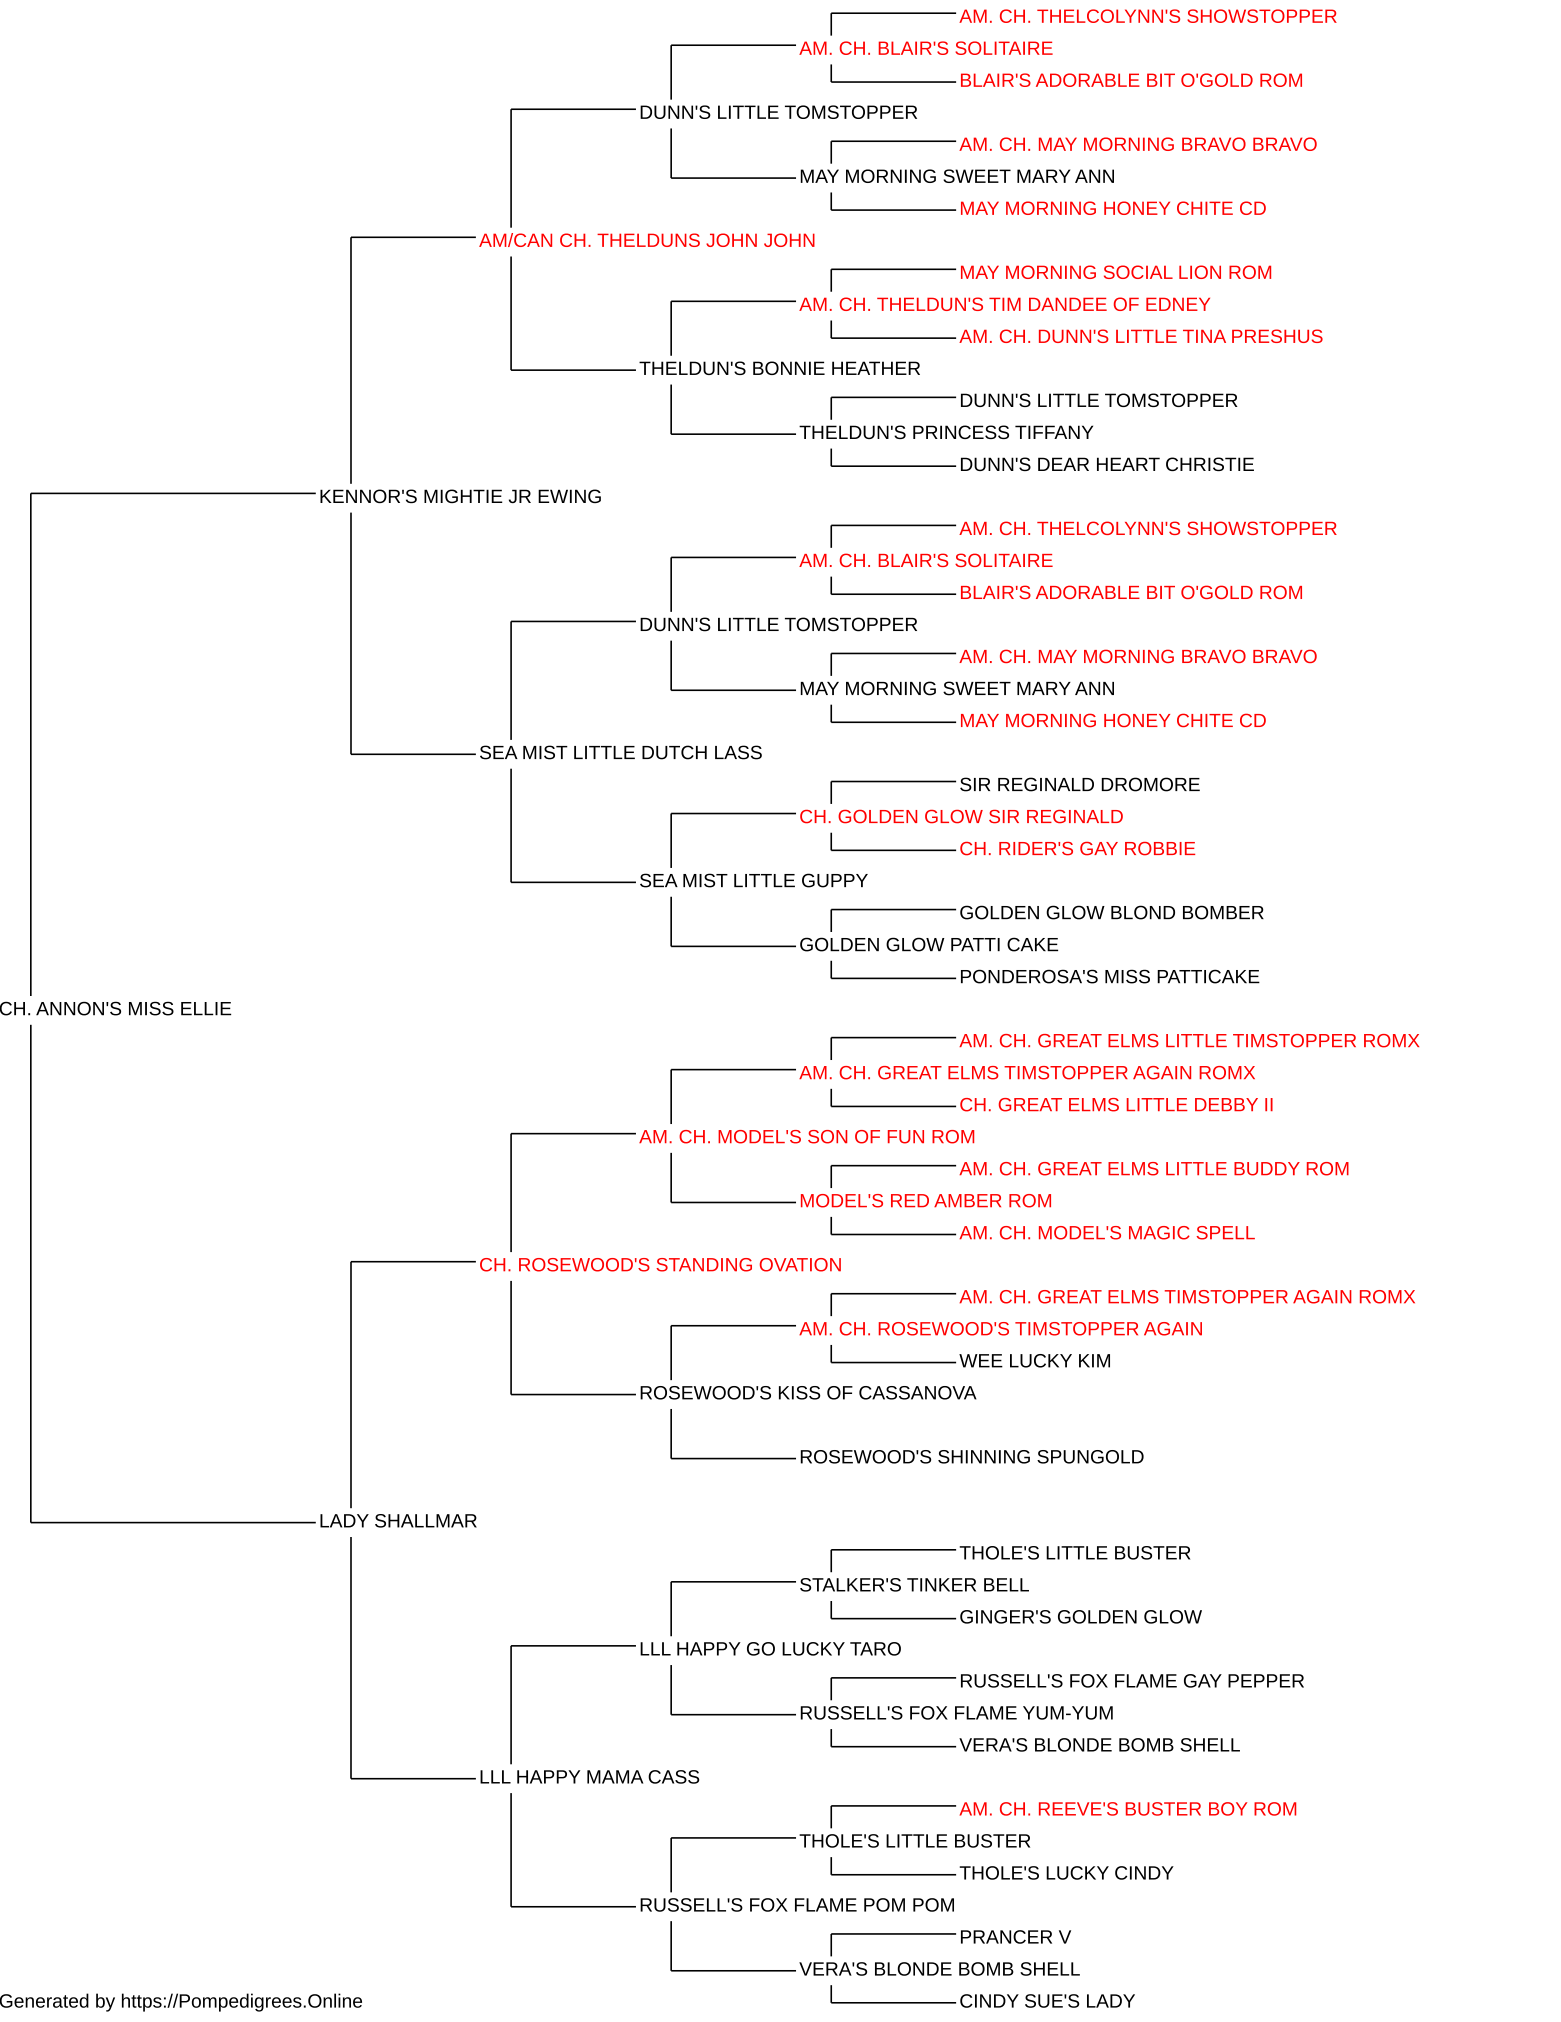 AM. CH. THELCOLYNN'S SHOWSTOPPER
AM. CH. BLAIR'S SOLITAIRE
BLAIR'S ADORABLE BIT O'GOLD ROM
DUNN'S LITTLE TOMSTOPPER
AM. CH. MAY MORNING BRAVO BRAVO
MAY MORNING SWEET MARY ANN
MAY MORNING HONEY CHITE CD
AM/CAN CH. THELDUNS JOHN JOHN
MAY MORNING SOCIAL LION ROM
AM. CH. THELDUN'S TIM DANDEE OF EDNEY
AM. CH. DUNN'S LITTLE TINA PRESHUS
THELDUN'S BONNIE HEATHER
DUNN'S LITTLE TOMSTOPPER
THELDUN'S PRINCESS TIFFANY
DUNN'S DEAR HEART CHRISTIE
KENNOR'S MIGHTIE JR EWING
AM. CH. THELCOLYNN'S SHOWSTOPPER
AM. CH. BLAIR'S SOLITAIRE
BLAIR'S ADORABLE BIT O'GOLD ROM
DUNN'S LITTLE TOMSTOPPER
AM. CH. MAY MORNING BRAVO BRAVO
MAY MORNING SWEET MARY ANN
MAY MORNING HONEY CHITE CD
SEA MIST LITTLE DUTCH LASS
SIR REGINALD DROMORE
CH. GOLDEN GLOW SIR REGINALD
CH. RIDER'S GAY ROBBIE
SEA MIST LITTLE GUPPY
GOLDEN GLOW BLOND BOMBER
GOLDEN GLOW PATTI CAKE
PONDEROSA'S MISS PATTICAKE
CH. ANNON'S MISS ELLIE
AM. CH. GREAT ELMS LITTLE TIMSTOPPER ROMX
AM. CH. GREAT ELMS TIMSTOPPER AGAIN ROMX
CH. GREAT ELMS LITTLE DEBBY II
AM. CH. MODEL'S SON OF FUN ROM
AM. CH. GREAT ELMS LITTLE BUDDY ROM
MODEL'S RED AMBER ROM
AM. CH. MODEL'S MAGIC SPELL
CH. ROSEWOOD'S STANDING OVATION
AM. CH. GREAT ELMS TIMSTOPPER AGAIN ROMX
AM. CH. ROSEWOOD'S TIMSTOPPER AGAIN
WEE LUCKY KIM
ROSEWOOD'S KISS OF CASSANOVA
ROSEWOOD'S SHINNING SPUNGOLD
LADY SHALLMAR
THOLE'S LITTLE BUSTER
STALKER'S TINKER BELL
GINGER'S GOLDEN GLOW
LLL HAPPY GO LUCKY TARO
RUSSELL'S FOX FLAME GAY PEPPER
RUSSELL'S FOX FLAME YUM-YUM
VERA'S BLONDE BOMB SHELL
LLL HAPPY MAMA CASS
AM. CH. REEVE'S BUSTER BOY ROM
THOLE'S LITTLE BUSTER
THOLE'S LUCKY CINDY
RUSSELL'S FOX FLAME POM POM
PRANCER V
VERA'S BLONDE BOMB SHELL
CINDY SUE'S LADY
Generated by https://Pompedigrees.Online